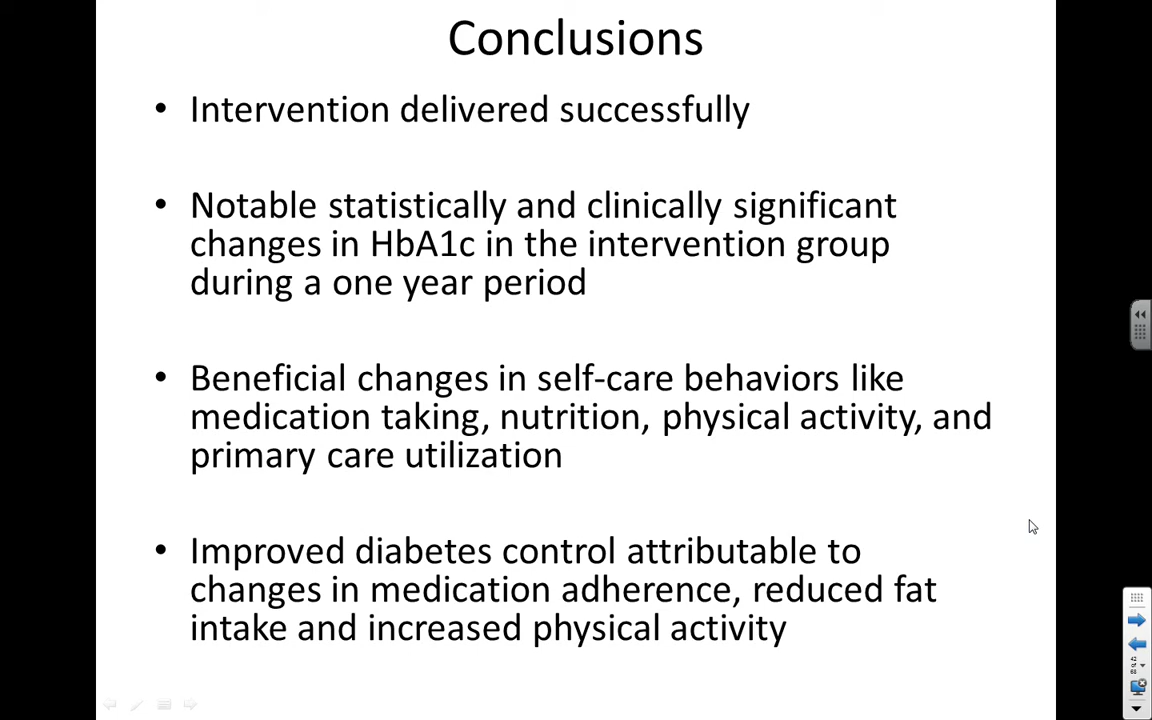 Conclusions
• Intervention delivered successfully
• Notable statistically and clinically significant
changes in HbA1c in the intervention group
during a one year period
• Beneficial changes in self-care behaviors like
medication taking, nutrition, physical activity, and
primary care utilization
• Improved diabetes control attributable to
changes in medication adherence, reduced fat
intake and increased physical activity